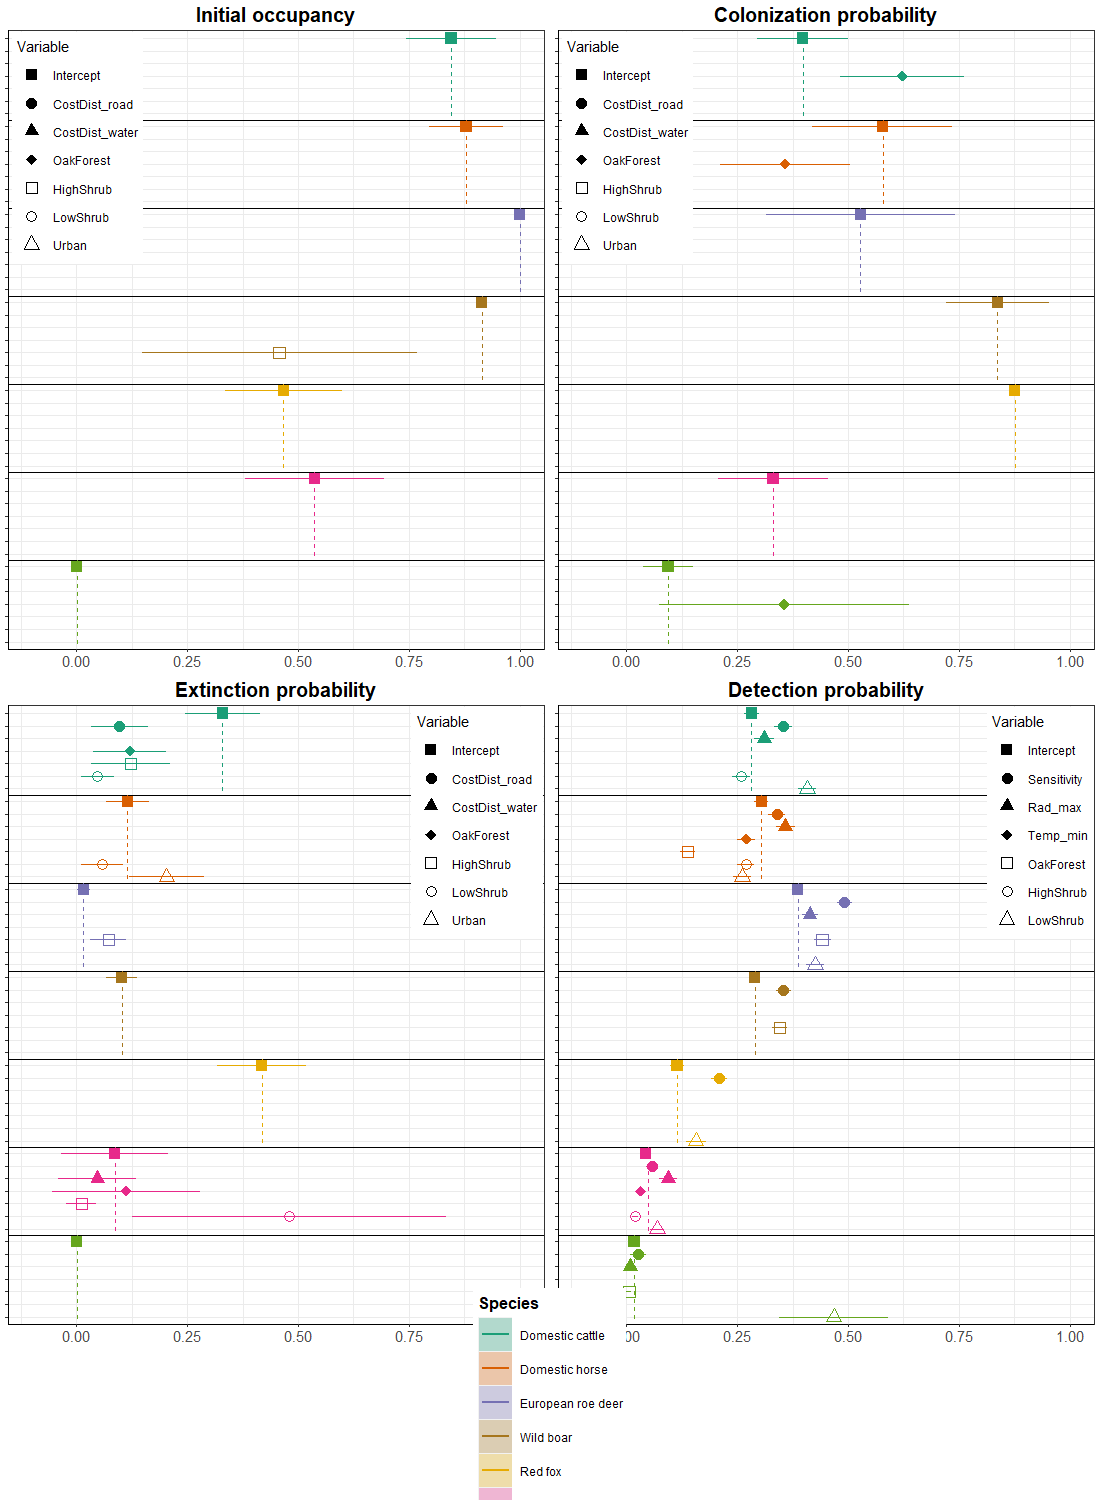 Initial occupancy
Variable
Intercept
CostDist_road
CostDist_water
OakForest
HighShrub
LowShrub
Urban
0.00 0.25 0.50 0.75 1.00
Colonization probability
Variable
Intercept
CostDist_road
CostDist_water
OakForest
HighShrub
LowShrub
Urban
0.00 0.25 0.50 0.75 1.00
Extinction probability
Variable
Intercept
CostDist_road
CostDist_water
OakForest
HighShrub
LowShrub
Urban
0.00 0.25 0.50 0.75
Detection probability
Variable
Intercept
Sensitivity
Rad_max
Temp_min
OakForest
HighShrub
LowShrub
00 0.25 0.50 0.75 1.00
Species
Domestic cattle
Domestic horse
European roe deer
Wild boar
Red fox